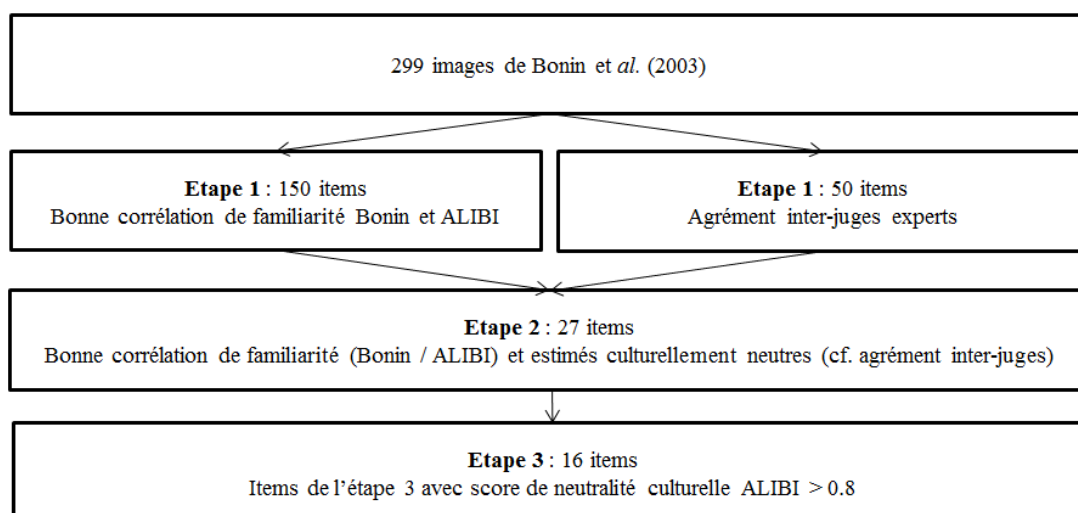 299 images de Bonin et al. (2003)
Etape 1 : 150 items
Bonne corrélation de familiarité Bonin et ALIBI
Etape 1 : 50 items
Agrément inter-juges experts
Etape 2 : 27 items
Bonne corrélation de familiarité (Bonin / ALIBI) et estimés culturellement neutres (cf. agrément inter-juges)
Etape 3 : 16 items
Items de l'étape 3 avec score de neutralité culturelle ALIBI > 0.8